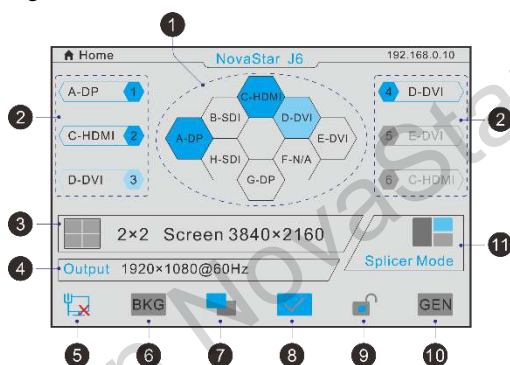 1
Home
NovaStar J6
192.168.0.10
2
A-DP 1
C-HDMI 2
D-DVI 3
C-HDMI
B-SDI
D-DVI
A-DP
E-DVI
H-SDI
F-N/A
G-DP
4 D-DVI
5 E-DVI
6 C-HDMI
2
3
2×2 Screen 3840×2160
4
Output 1920×1080@60Hz
Splicer Mode
11
BKG
GEN
5
6
7
8
9
10